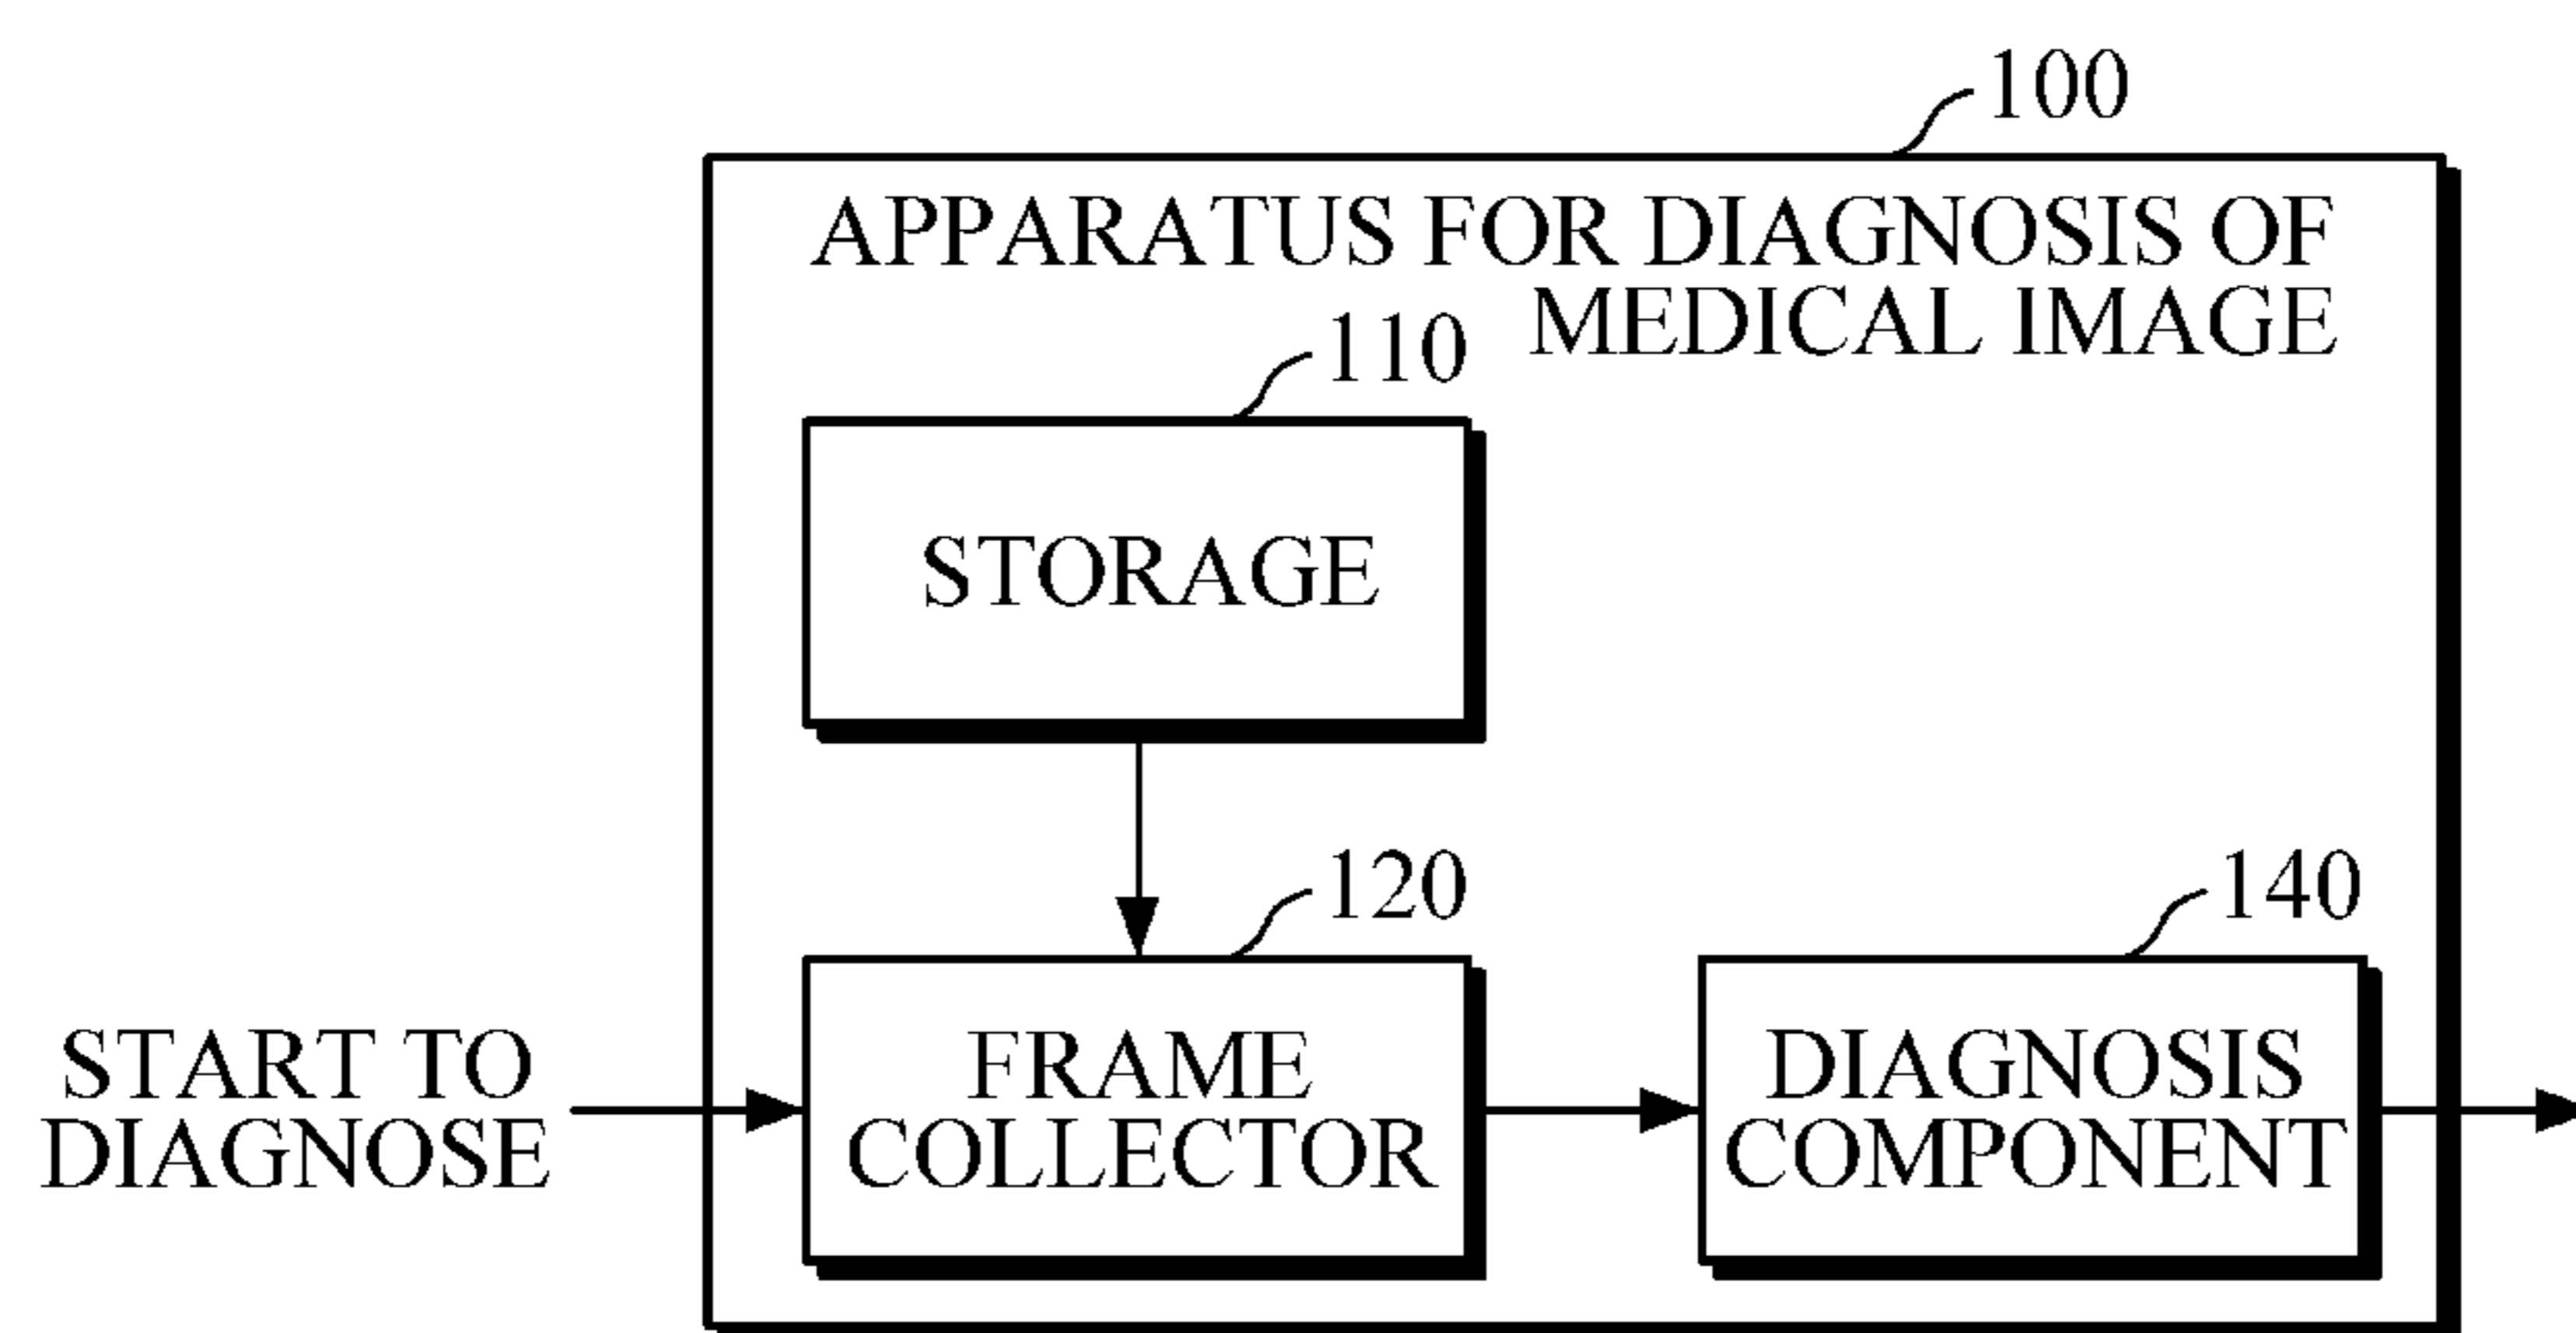 100
APPARATUS FOR DIAGNOSIS OF
MEDICAL IMAGE
110
STORAGE
120
140
START TO
DIAGNOSE
FRAME
COLLECTOR
DIAGNOSIS
COMPONENT